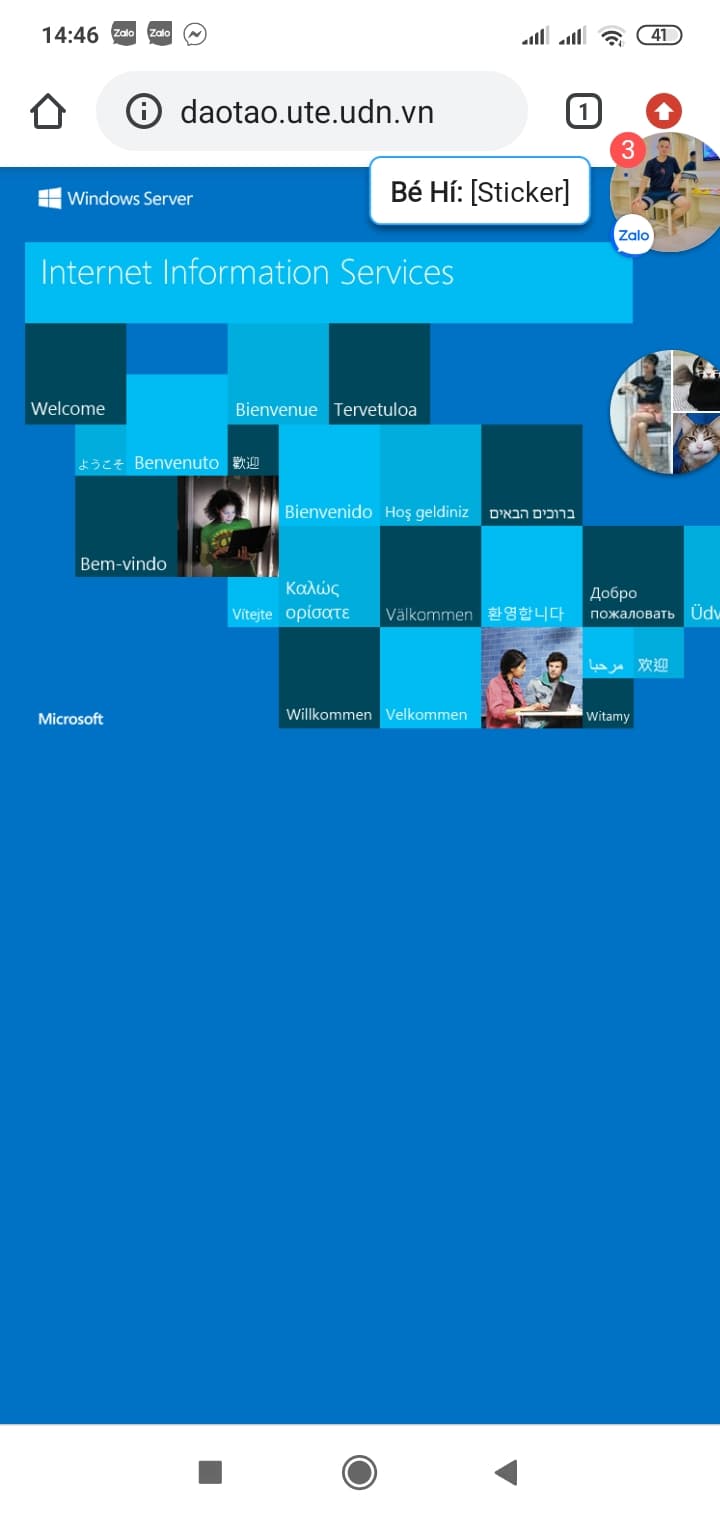 14:46
Zalo
Zalo
41
daotao.ute.udn.vn
1
3
Bé Hí: [Sticker]
Zalo
Windows Server
Internet Information Services
Welcome
Bienvenue
Tervetuloa
ようこそ
Benvenuto
歡迎
Bienvenido
Hoş geldiniz
ברוכים הבאים
Bem-vindo
Vítejte
Καλώς
ορίσατε
Välkommen
환영합니다
Добро
пожаловать
Üdv
Willkommen
Velkommen
مرحبا
欢迎
Witamy
Microsoft